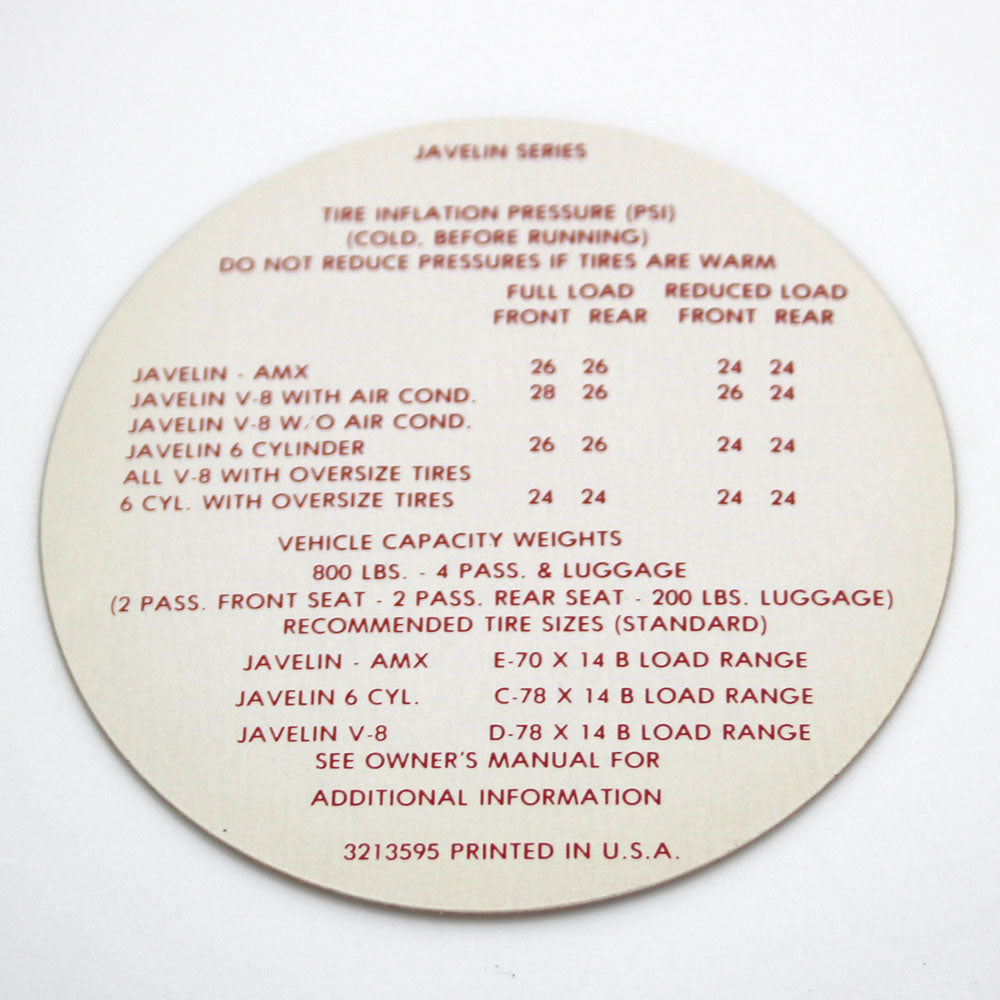 JAVELIN SERIES
TIRE INFLATION PRESSURE (PSI)
(COLD, BEFORE RUNNING)
DO NOT REDUCE PRESSURES IF TIRES ARE WARM
FULL LOAD REDUCED LOAD
FRONT REAR FRONT REAR
JAVELIN - AMX 26 26 24 24
JAVELIN V-8 WITH AIR COND. 28 26 26 24
JAVELIN V-8 W/O AIR COND.
JAVELIN 6 CYLINDER 26 26 24 24
ALL V-8 WITH OVERSIZE TIRES
6 CYL. WITH OVERSIZE TIRES 24 24 24 24
VEHICLE CAPACITY WEIGHTS
800 LBS. - 4 PASS. & LUGGAGE
(2 PASS. FRONT SEAT - 2 PASS. REAR SEAT - 200 LBS. LUGGAGE)
RECOMMENDED TIRE SIZES (STANDARD)
JAVELIN - AMX E-70 X 14 B LOAD RANGE
JAVELIN 6 CYL. C-78 X 14 B LOAD RANGE
JAVELIN V-8 D-78 X 14 B LOAD RANGE
SEE OWNER'S MANUAL FOR
ADDITIONAL INFORMATION
3213595 PRINTED IN U.S.A.